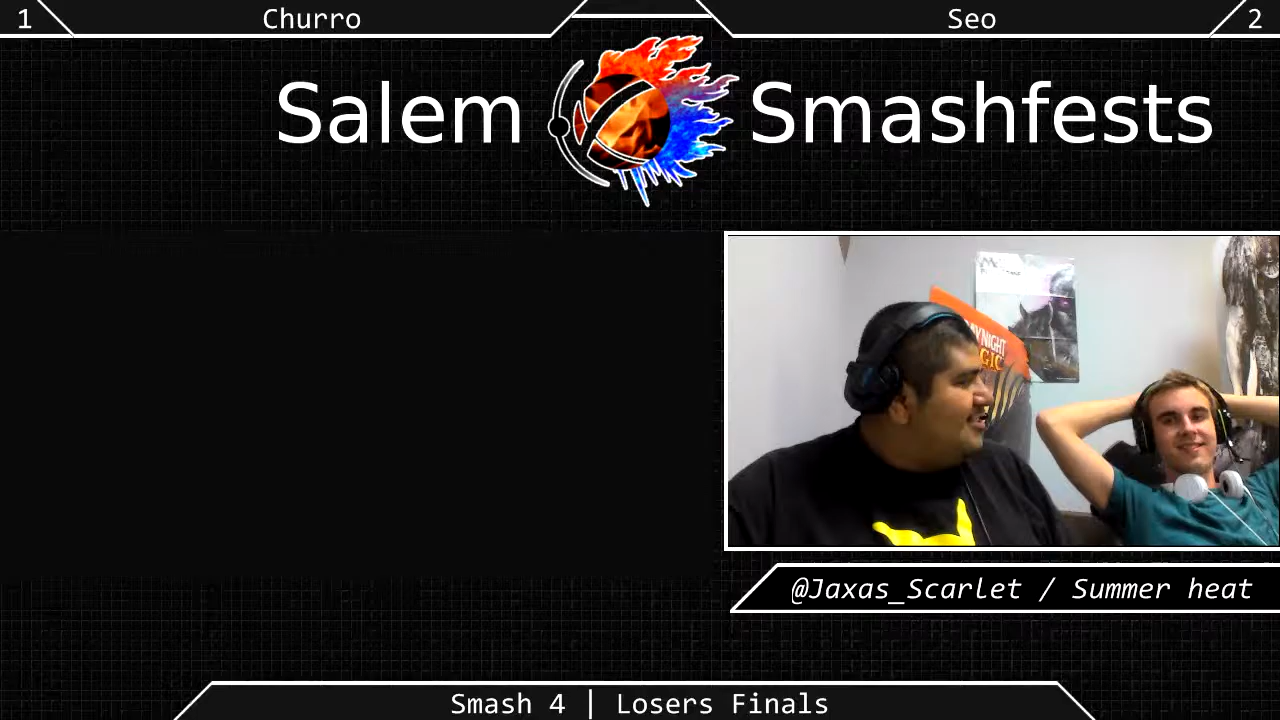 1 Churro Seo 2
Salem Smashfests
@Jaxas_Scarlet / Summer heat
Smash 4 | Losers Finals